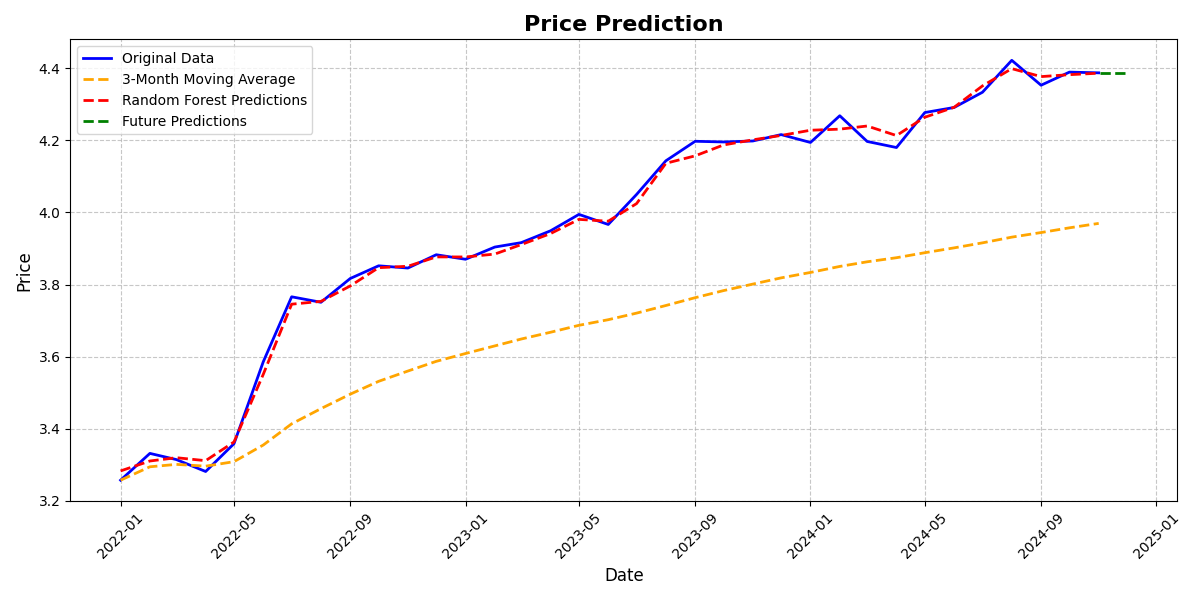 Price Prediction
Original Data
3-Month Moving Average
Random Forest Predictions
Future Predictions
Price
4.4
4.2
4.0
3.8
3.6
3.4
3.2
2022-01
2022-05
2022-09
2023-01
2023-05
2023-09
2024-01
2024-05
2024-09
2025-01
Date